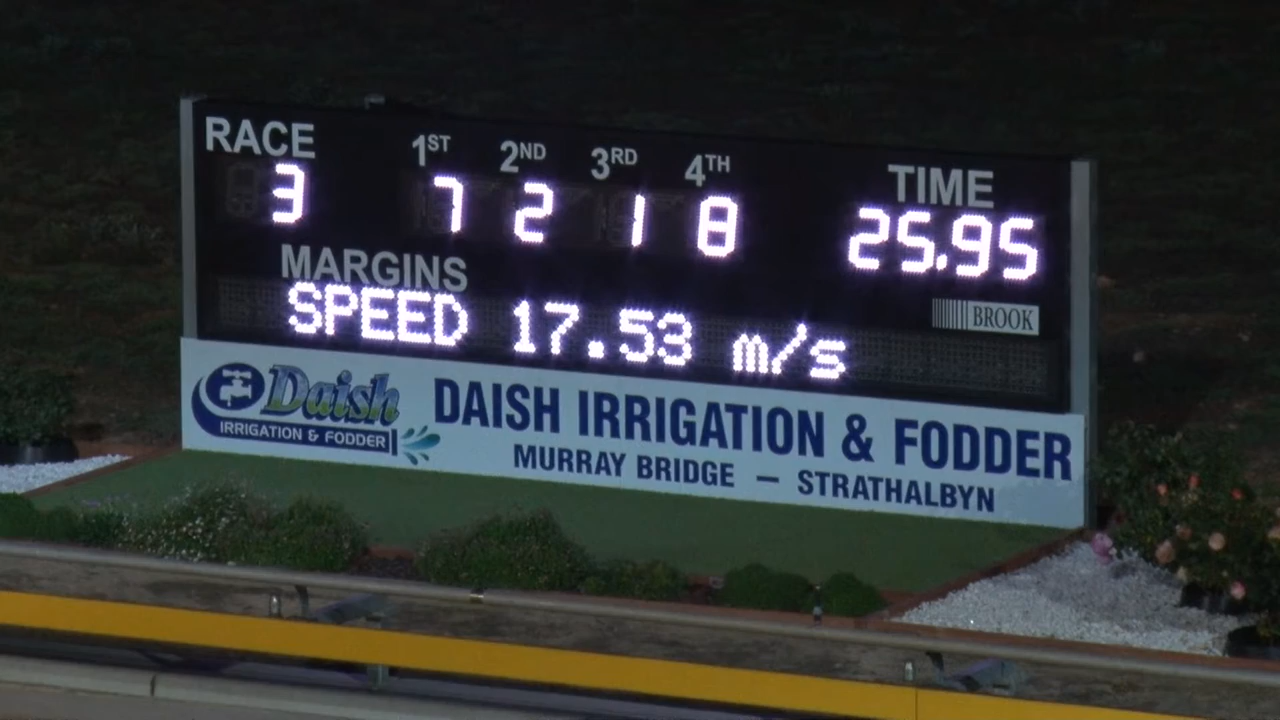 RACE 1ST 2ND 3RD 4TH TIME
3 7 2 1 8 25.95
MARGINS
SPEED 17.53 m/s
BROOK
Daish
IRRIGATION & FODDER
DAISH IRRIGATION & FODDER
MURRAY BRIDGE — STRATHALBYN